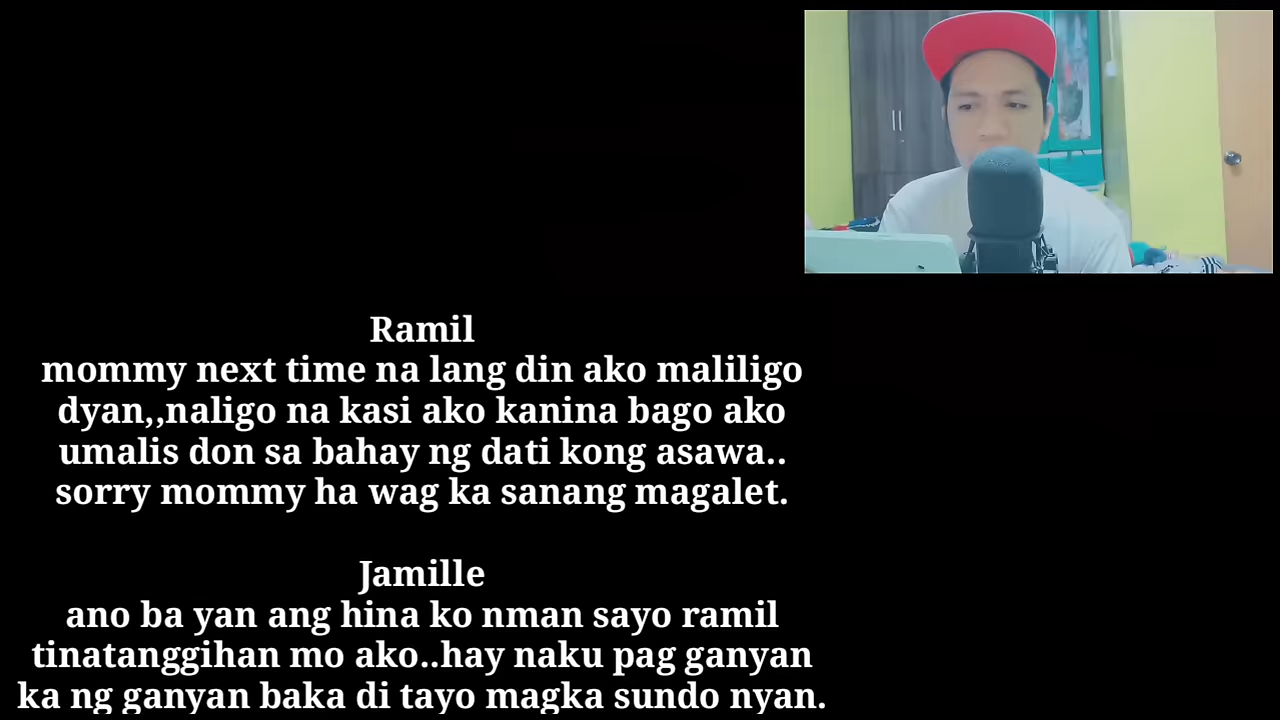 Ramil
mommy next time na lang din ako maliligo
dyan,,naligo na kasi ako kanina bago ako
umalis don sa bahay ng dati kong asawa..
sorry mommy ha wag ka sanang magalet.
Jamille
ano ba yan ang hina ko nman sayo ramil
tinatanggihan mo ako..hay naku pag ganyan
ka ng ganyan baka di tayo magka sundo nyan.